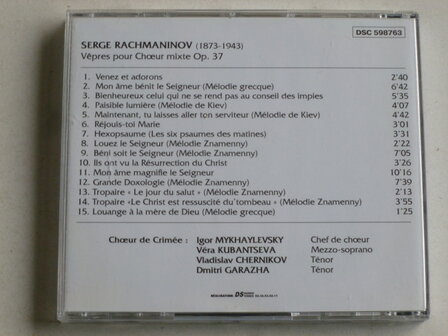 DSC 598763
SERGE RACHMANINOV (1873-1943)
Vêpres pour Chœur mixte Op. 37
1. Venez et adorons 2'40
2. Mon âme bénit le Seigneur (Mélodie grecque) 6'42
3. Bienheureux celui qui ne se rend pas au conseil des impies 5'35
4. Paisible lumière (Mélodie de Kiev) 4'07
5. Maintenant, tu laisses aller ton serviteur (Mélodie de Kiev) 4'42
6. Réjouis-toi Marie 3'01
7. Hexopsaume (Les six psaumes des matines) 3'31
8. Louez le Seigneur (Mélodie Znamenny) 2'22
9. Béni soit le Seigneur (Mélodie Znamenny) 7'05
10. Ils ont vu la Résurrection du Christ 3'26
11. Mon âme magnifie le Seigneur 10'16
12. Grande Doxologie (Mélodie Znamenny) 7'39
13. Tropaire « Le jour du salut » (Mélodie Znamenny) 2'13
14. Tropaire «Le Christ est ressuscité du tombeau » (Mélodie Znamenny) 3'55
15. Louange à la mère de Dieu (Mélodie grecque) 1'25
Chœur de Crimée : Igor MYKHAYLEVSKY Chef de chœur
Véra KUBANTSEVA Mezzo-soprano
Vladislav CHERNIKOV Ténor
Dmitri GARAZHA Ténor